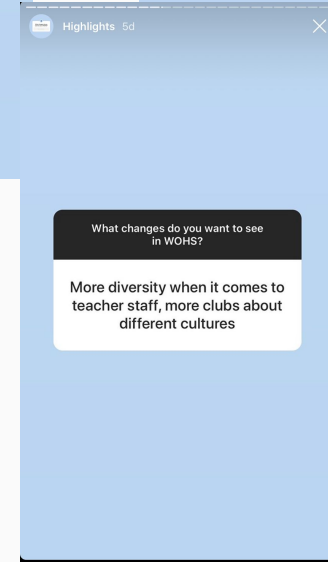 Highlights 5d
What changes do you want to see
in WOHS?
More diversity when it comes to
teacher staff, more clubs about
different cultures